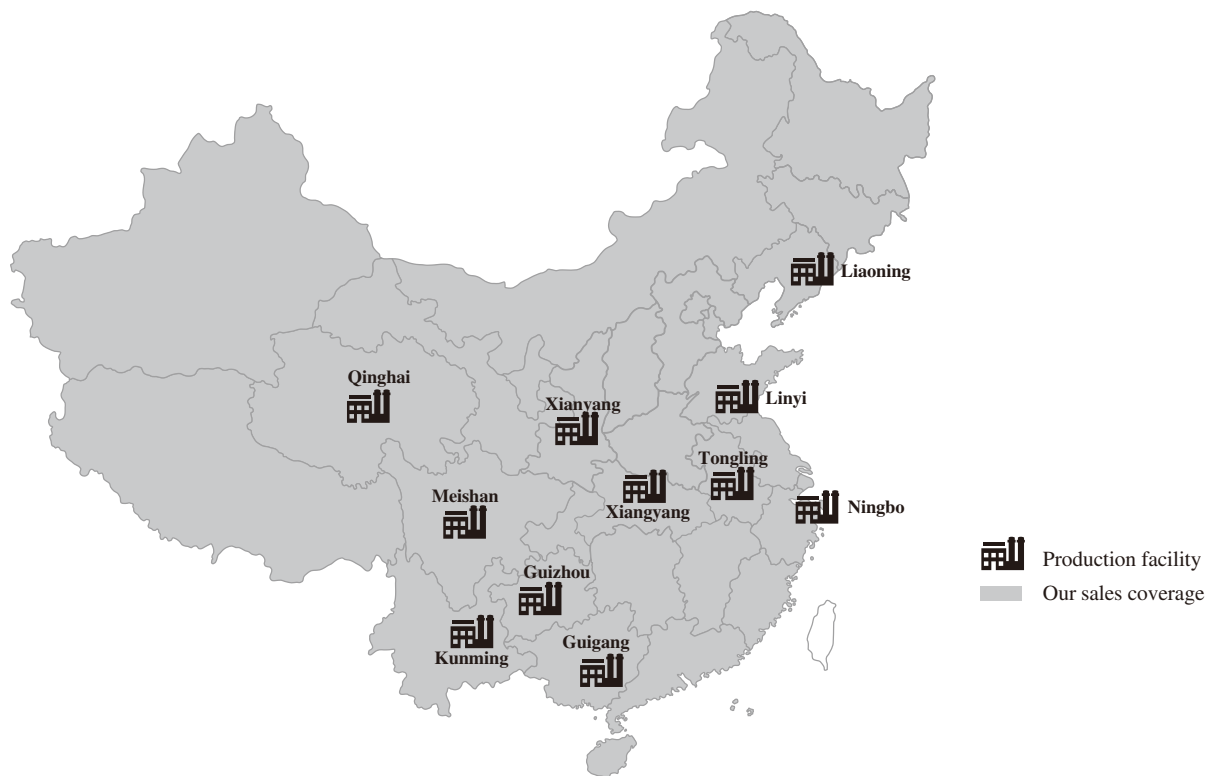 Liaoning
Qinghai
Linyi
Xianyang
Tongling
Meishan
Xiangyang
Ningbo
Production facility
Guizhou
Our sales coverage
Guigang
Kunming